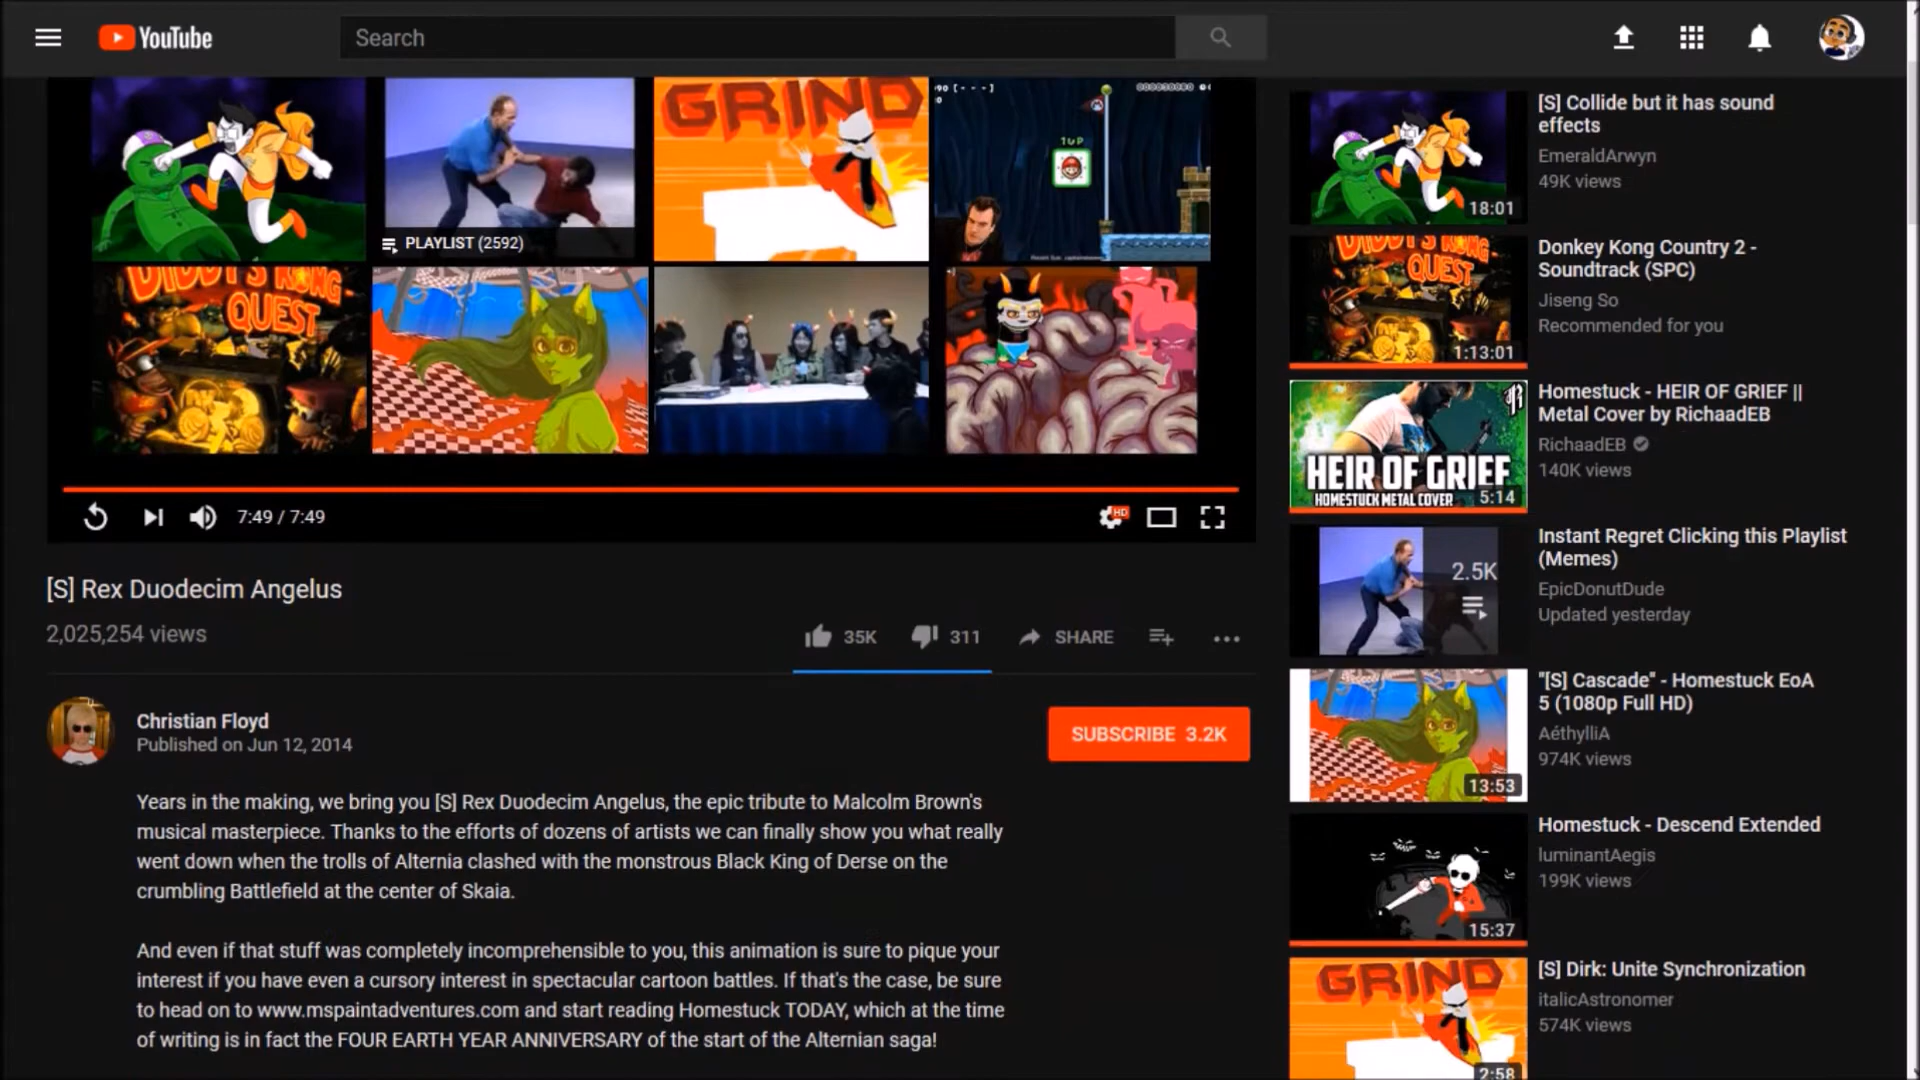 YouTube
Search
GRIND
1UP
PLAYLIST (2592)
DIDDY'S KONG
QUEST
7:49 / 7:49
HD
[S] Rex Duodecim Angelus
2,025,254 views
35K
311
SHARE
Christian Floyd
Published on Jun 12, 2014
SUBSCRIBE 3.2K
Years in the making, we bring you [S] Rex Duodecim Angelus, the epic tribute to Malcolm Brown's
musical masterpiece. Thanks to the efforts of dozens of artists we can finally show you what really
went down when the trolls of Alternia clashed with the monstrous Black King of Derse on the
crumbling Battlefield at the center of Skaia.
And even if that stuff was completely incomprehensible to you, this animation is sure to pique your
interest if you have even a cursory interest in spectacular cartoon battles. If that's the case, be sure
to head on to www.mspaintadventures.com and start reading Homestuck TODAY, which at the time
of writing is in fact the FOUR EARTH YEAR ANNIVERSARY of the start of the Alternian saga!
18:01
[S] Collide but it has sound
effects
EmeraldArwyn
49K views
DIDDY'S KONG
QUEST
1:13:01
Donkey Kong Country 2 -
Soundtrack (SPC)
Jiseng So
Recommended for you
HEIR OF GRIEF
HOMESTUCK METAL COVER
5:14
Homestuck - HEIR OF GRIEF ||
Metal Cover by RichaadEB
RichaadEB
140K views
2.5K
Instant Regret Clicking this Playlist
(Memes)
EpicDonutDude
Updated yesterday
13:53
"[S] Cascade" - Homestuck EoA
5 (1080p Full HD)
AéthylliA
974K views
15:37
Homestuck - Descend Extended
luminantAegis
199K views
GRIND
2:58
[S] Dirk: Unite Synchronization
italicAstronomer
574K views